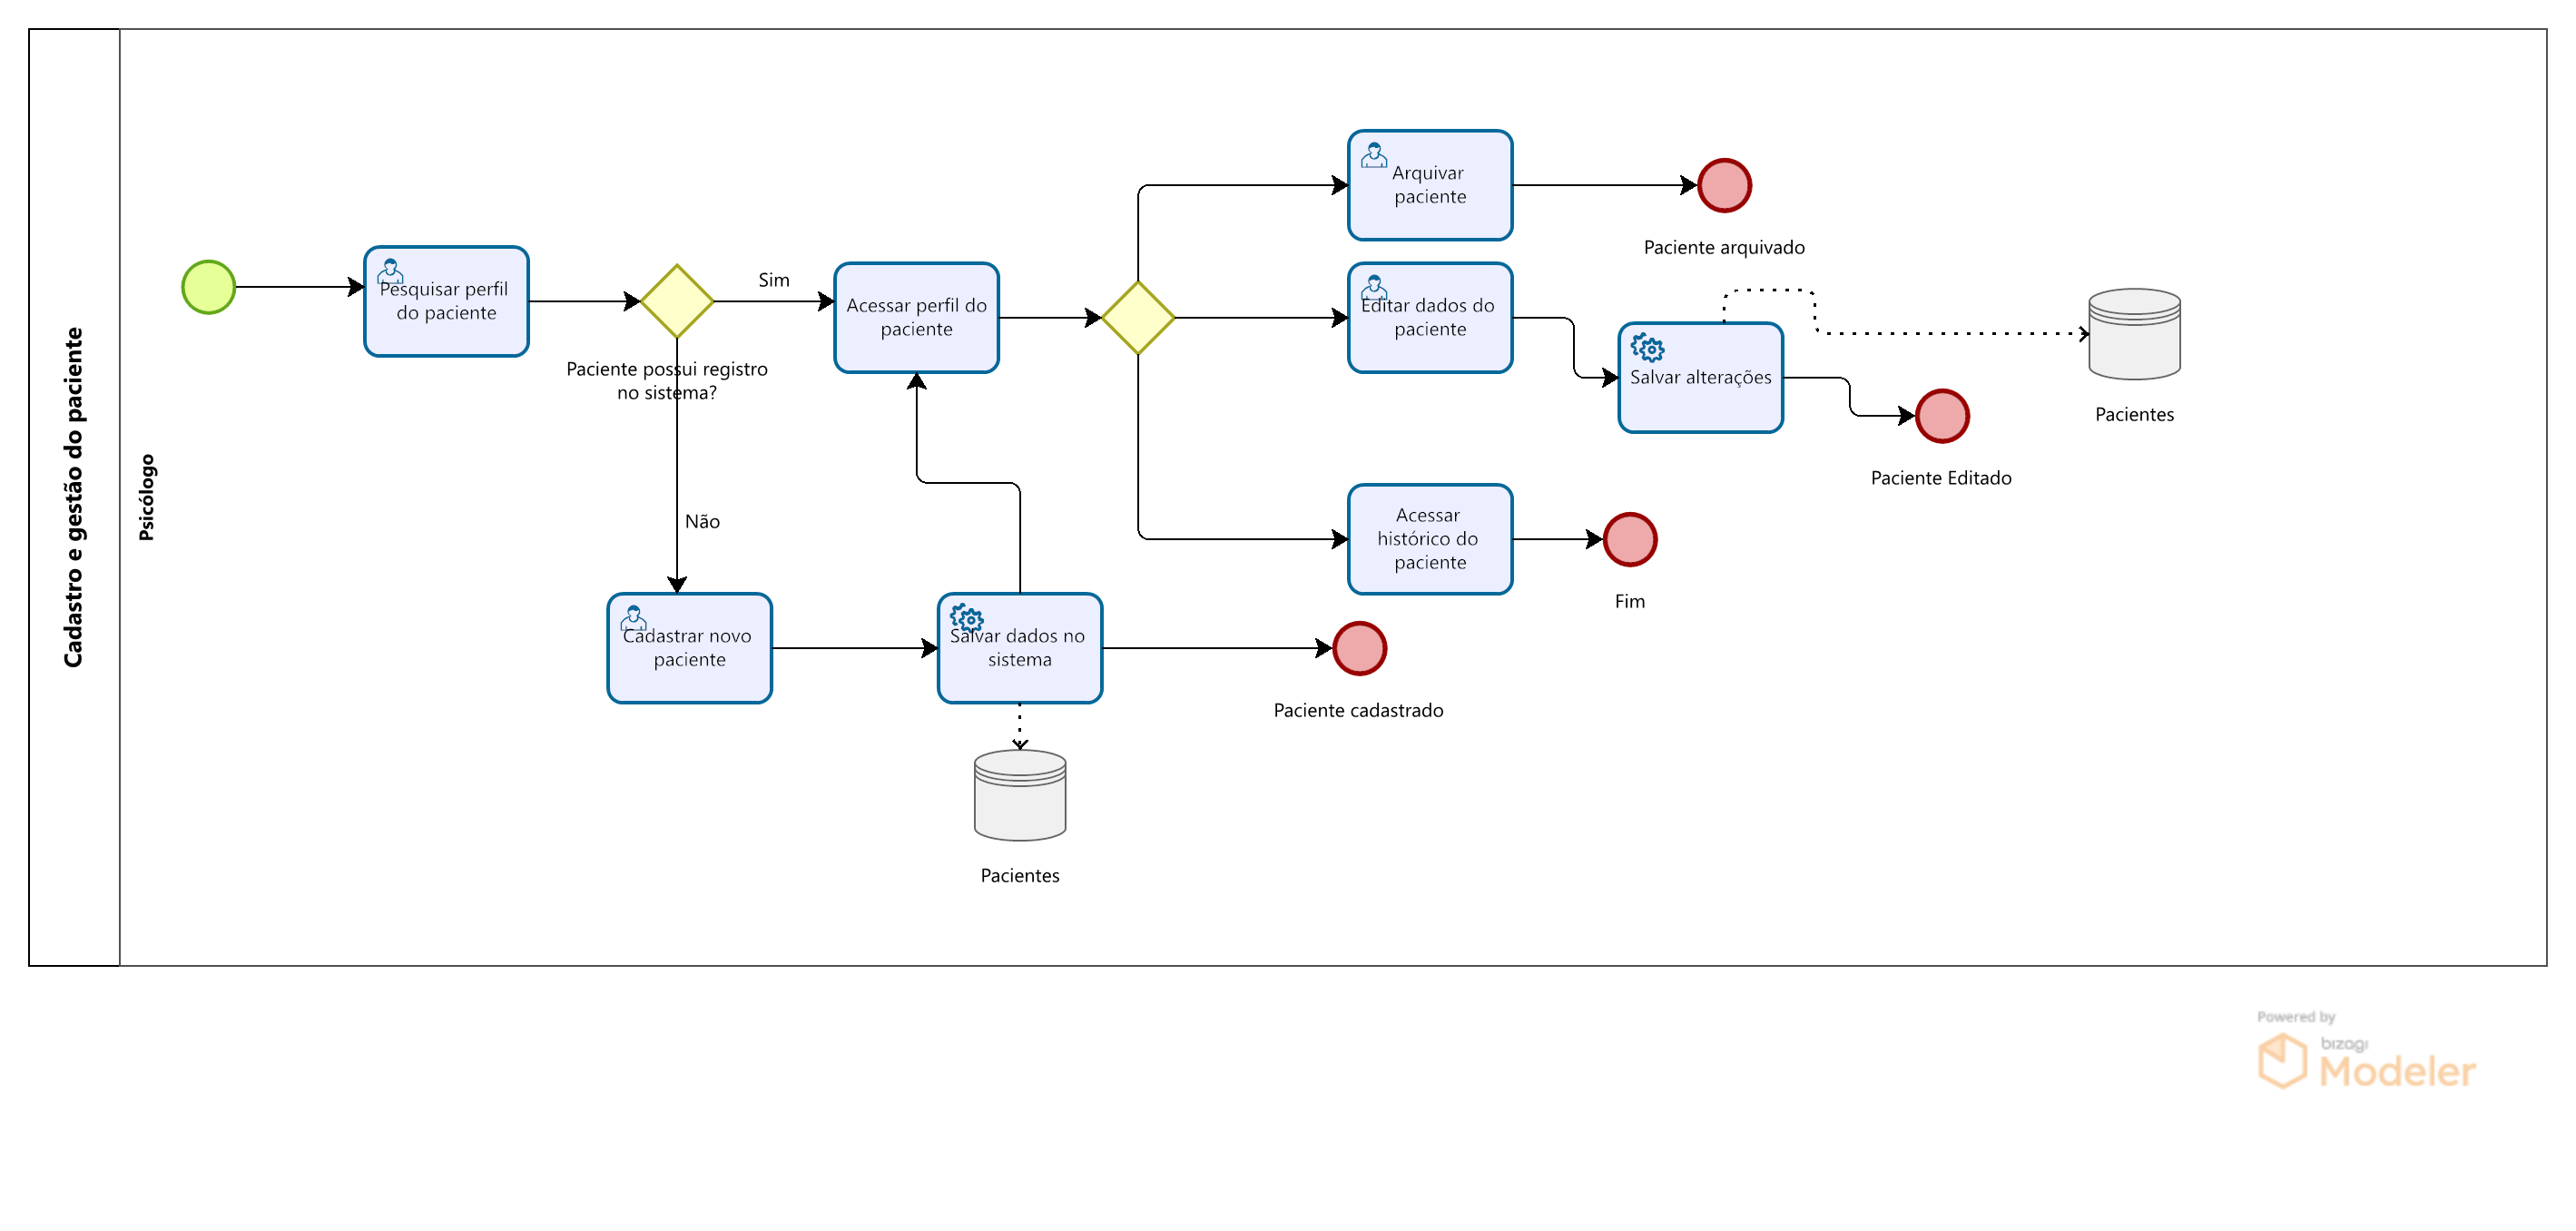 Cadastro e gestão do paciente
Psicólogo
Pesquisar perfil
do paciente
Paciente possui registro
no sistema?
Sim
Não
Acessar perfil do
paciente
Arquivar
paciente
Paciente arquivado
Editar dados do
paciente
Salvar alterações
Pacientes
Paciente Editado
Acessar
histórico do
paciente
Fim
Cadastrar novo
paciente
Salvar dados no
sistema
Paciente cadastrado
Pacientes
Powered by
bizagi
Modeler